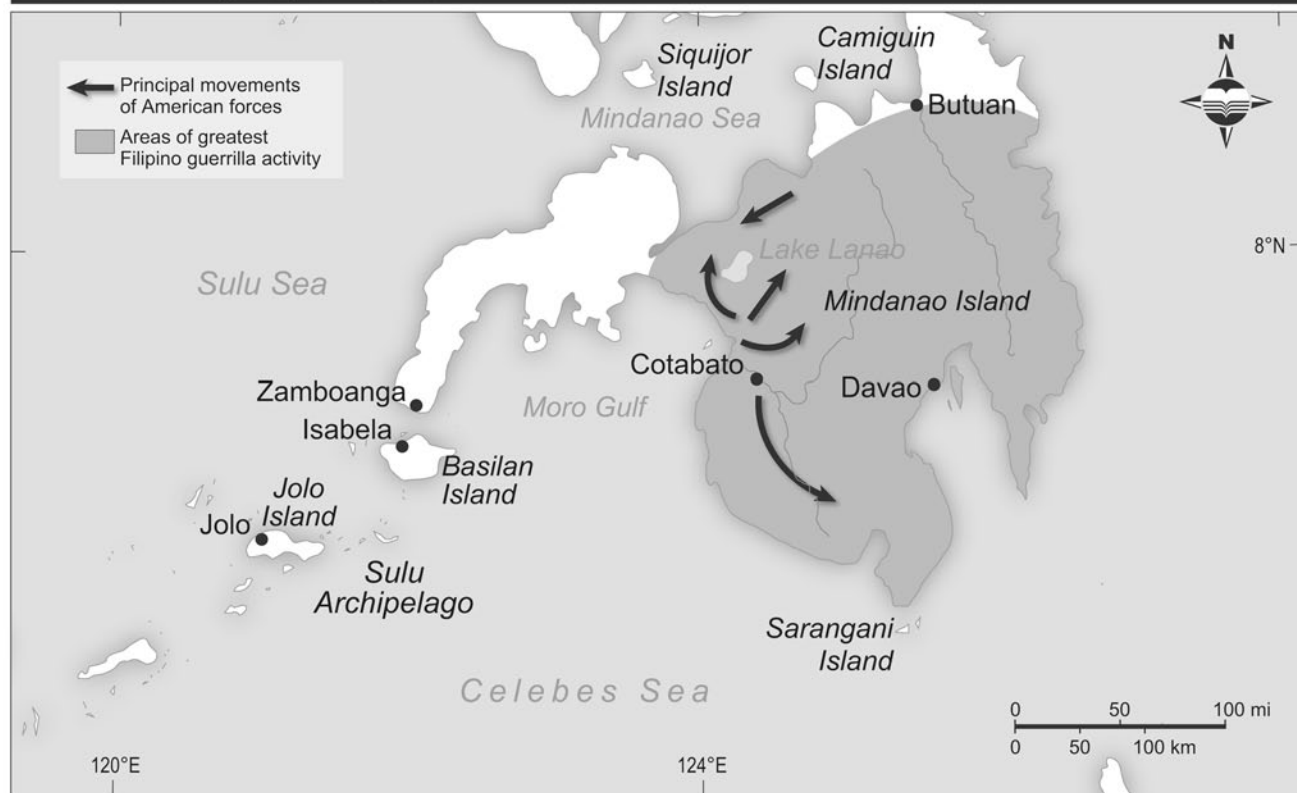 Principal movements
of American forces
Areas of greatest
Filipino guerrilla activity
Siquijor
Island
Camiguin
Island
N
Mindanao Sea
Butuan
Lake Lanao
8°N
Sulu Sea
Mindanao Island
Cotabato
Davao
Zamboanga
Moro Gulf
Isabela
Basilan
Island
Jolo
Island
Jolo
Sulu
Archipelago
Sarangani
Island
Celebes Sea
0 50 100 mi
0 50 100 km
120°E
124°E